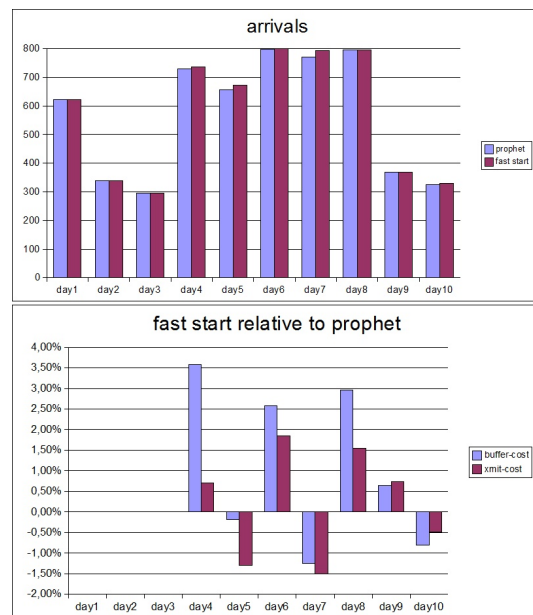 arrivals
800
700
600
500
400
300
200
100
0
day1 day2 day3 day4 day5 day6 day7 day8 day9 day10
prophet
fast start
fast start relative to prophet
4,00%
3,50%
3,00%
2,50%
2,00%
1,50%
1,00%
0,50%
0,00%
-0,50%
-1,00%
-1,50%
-2,00%
day1 day2 day3 day4 day5 day6 day7 day8 day9 day10
buffer-cost
xmit-cost